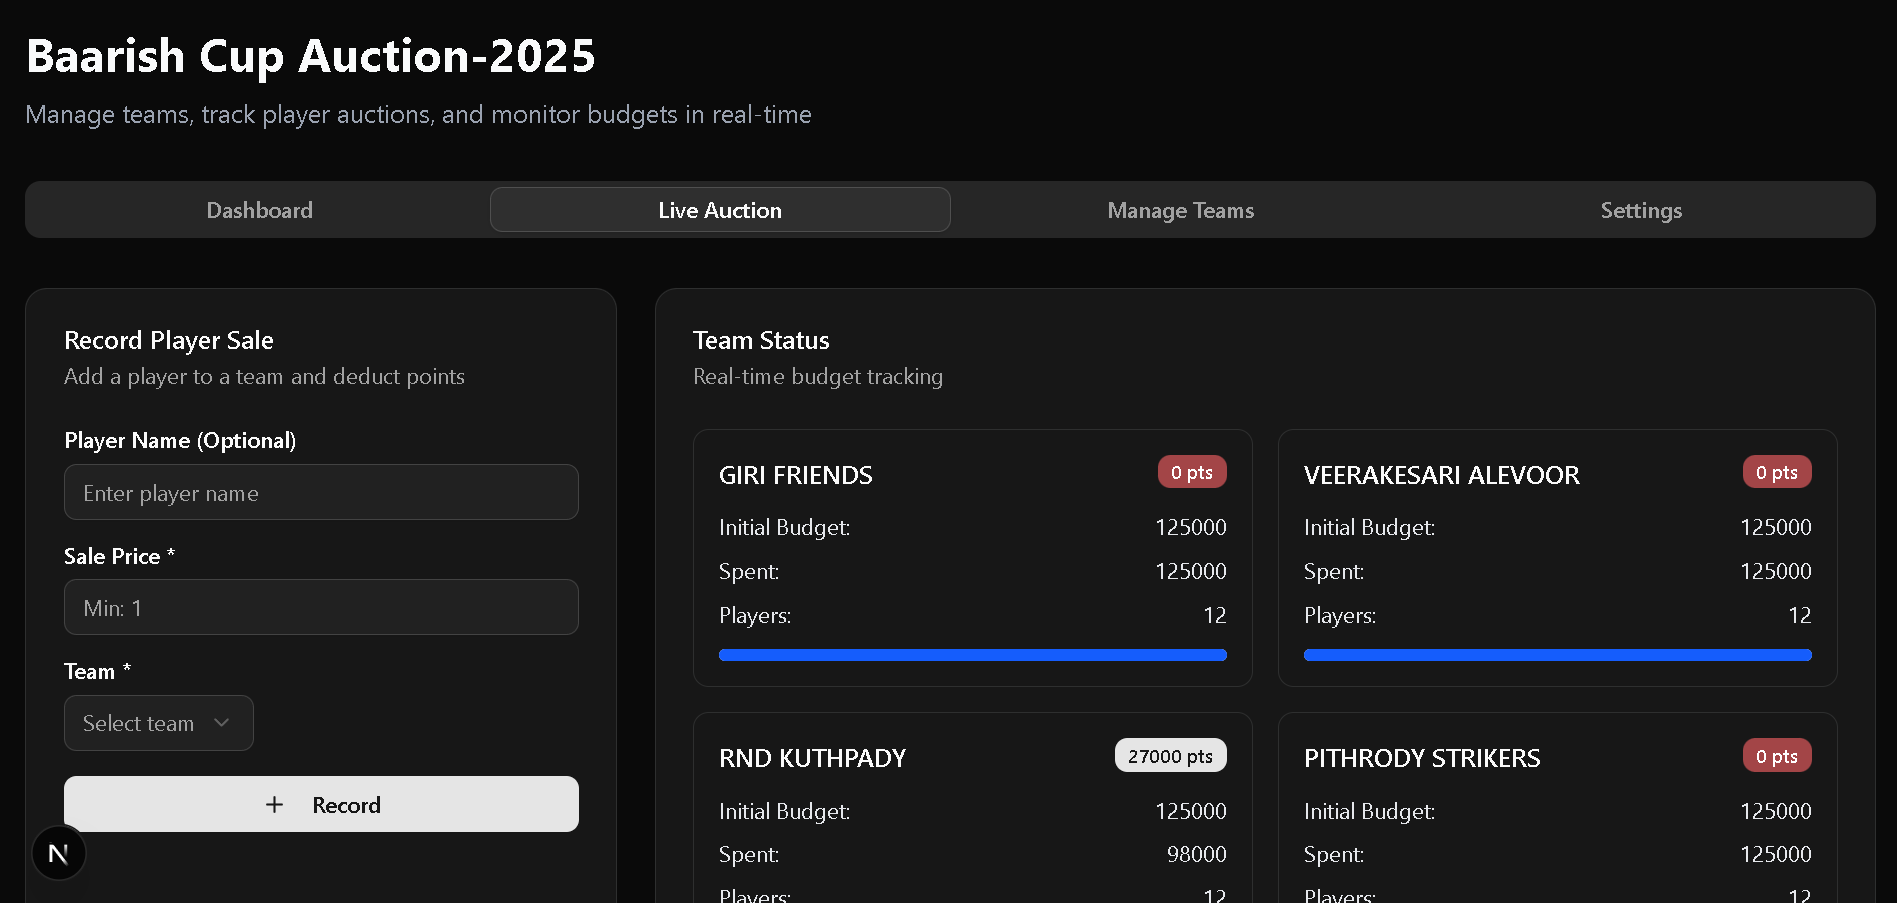 Baarish Cup Auction-2025
Manage teams, track player auctions, and monitor budgets in real-time
Dashboard
Live Auction
Manage Teams
Settings
Record Player Sale
Add a player to a team and deduct points
Player Name (Optional)
Enter player name
Sale Price *
Min: 1
Team *
Select team
+ Record
N
Team Status
Real-time budget tracking
GIRI FRIENDS 0 pts
Initial Budget: 125000
Spent: 125000
Players: 12
VEERAKESARI ALEVOOR 0 pts
Initial Budget: 125000
Spent: 125000
Players: 12
RND KUTHPADY 27000 pts
Initial Budget: 125000
Spent: 98000
Players: 12
PITHRODY STRIKERS 0 pts
Initial Budget: 125000
Spent: 125000
Players: 12